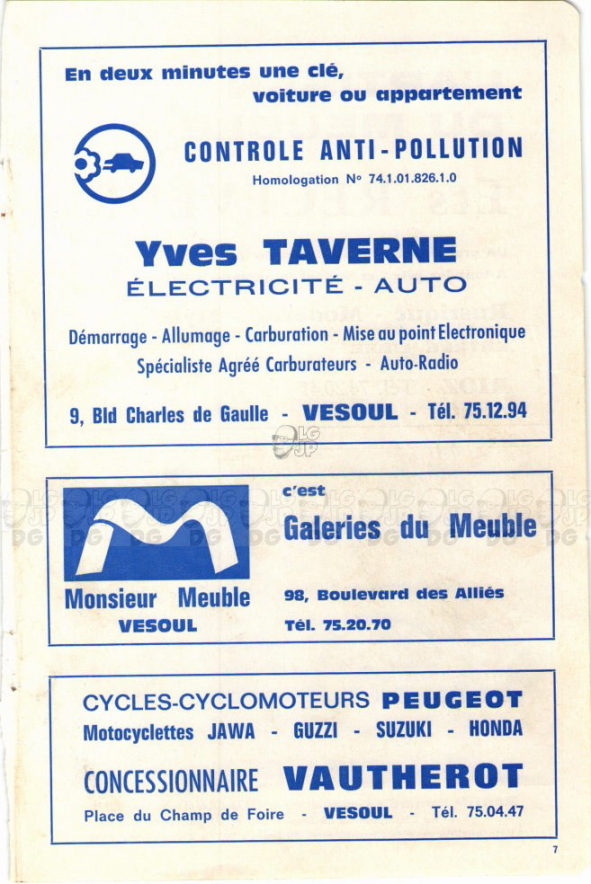 En deux minutes une clé,
voiture ou appartement
CONTROLE ANTI-POLLUTION
Homologation Nº 74.1.01.826.1.0
Yves TAVERNE
ÉLECTRICITÉ - AUTO
Démarrage - Allumage - Carburation - Mise au point Electronique
Spécialiste Agréé Carburateurs - Auto-Radio
9, Bld Charles de Gaulle - VESOUL - Tél. 75.12.94
c'est
Galeries du Meuble
Monsieur Meuble
VESOUL
98, Boulevard des Alliés
Tél. 75.20.70
CYCLES-CYCLOMOTEURS PEUGEOT
Motocyclettes JAWA - GUZZI - SUZUKI - HONDA
CONCESSIONNAIRE VAUTHEROT
Place du Champ de Foire - VESOUL - Tél. 75.04.47
7